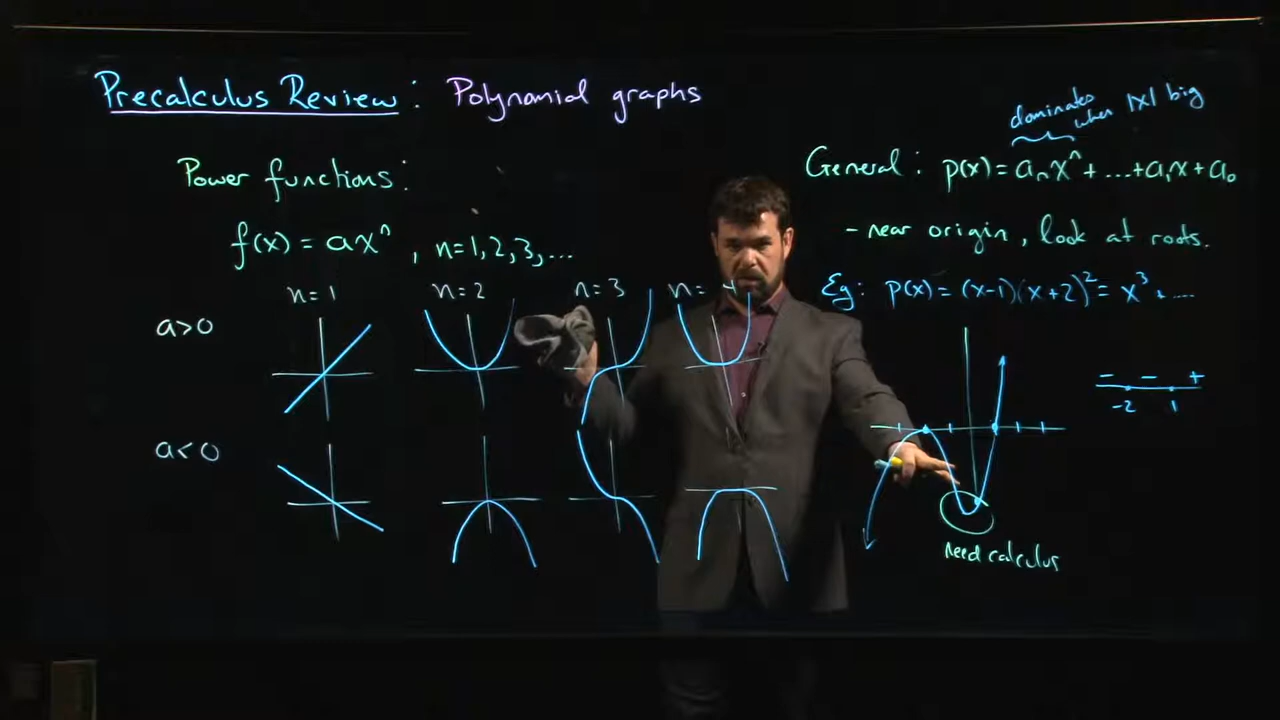 Precalculus Review: Polynomial graphs
Power functions:
f(x) = axⁿ, n=1,2,3,...
n=1 n=2 n=3 n=4
a>0
a<0
dominates when |x| big
General: p(x) = aₙxⁿ + ... + a₁x + a₀
- near origin, look at roots.
Eg: p(x) = (x-1)(x+2)² = x³ + ....
- - +
-2 1
need calculus